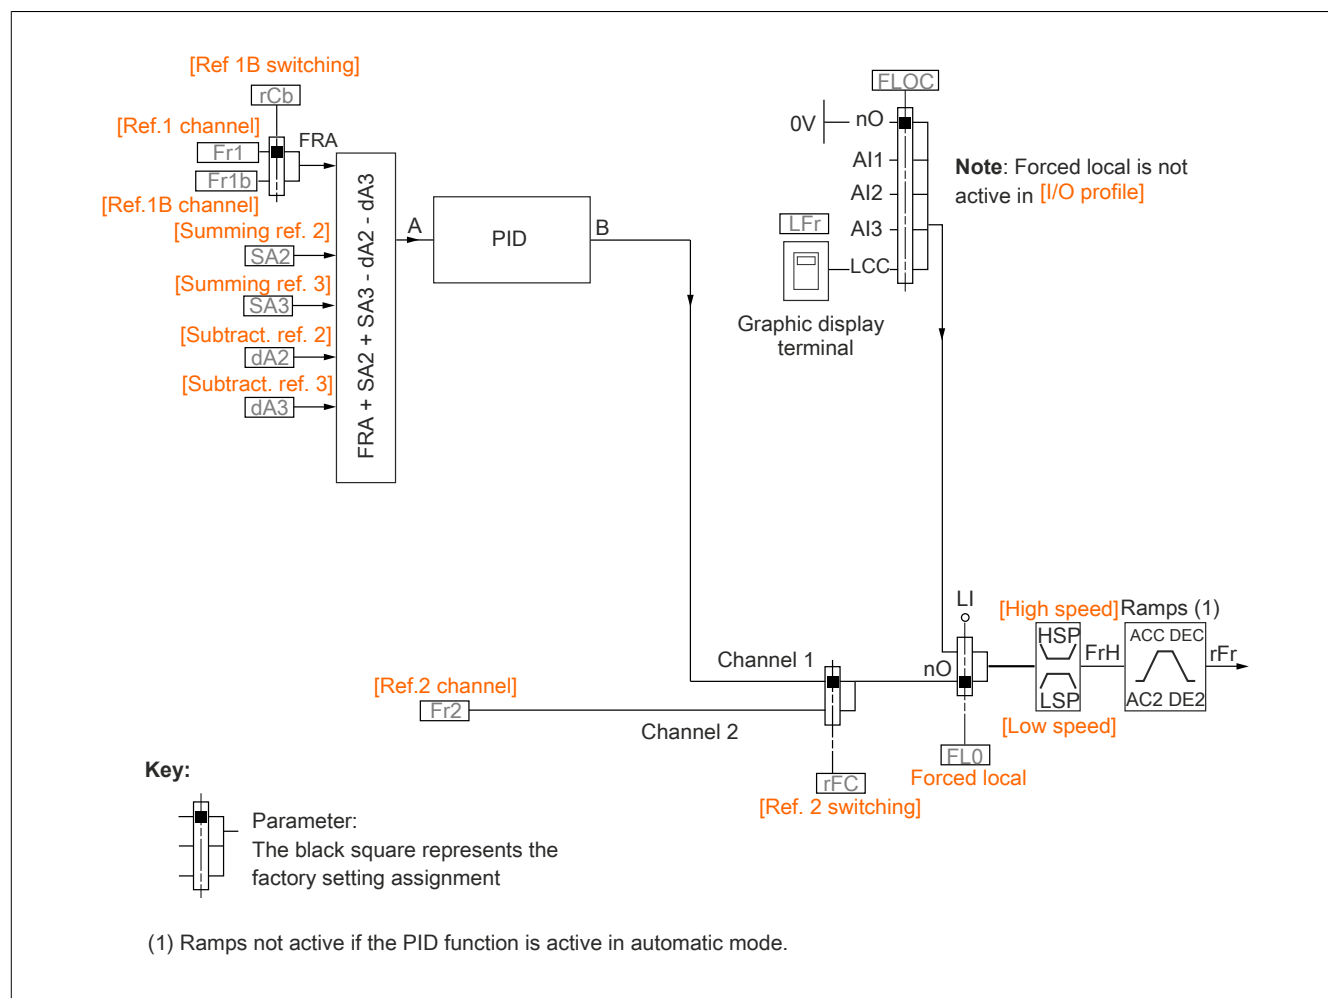 [Ref 1B switching]
rCb
[Ref.1 channel]
FRA
Fr1
Fr1b
[Ref.1B channel]
[Summing ref. 2]
SA2
[Summing ref. 3]
SA3
[Subtract. ref. 2]
dA2
[Subtract. ref. 3]
dA3
FRA + SA2 + SA3 - dA2 - dA3
A
PID
B
FLOC
0V
nO
AI1
AI2
AI3
LFr
LCC
Graphic display
terminal
Note: Forced local is not
active in [I/O profile]
LI
[High speed]
Ramps (1)
HSP
ACC DEC
FrH
rFr
LSP
AC2 DE2
[Low speed]
Channel 1
nO
[Ref.2 channel]
Fr2
Channel 2
FL0
Forced local
rFC
[Ref. 2 switching]
Key:
Parameter:
The black square represents the
factory setting assignment
(1) Ramps not active if the PID function is active in automatic mode.